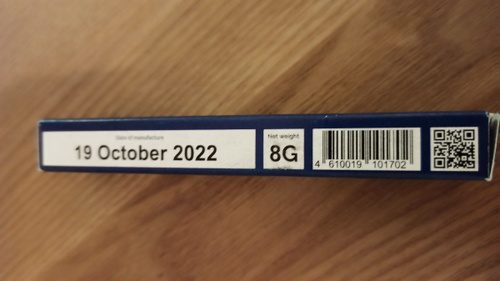 Date of manufacture
19 October 2022
Net weight
8G
4 610019 101702